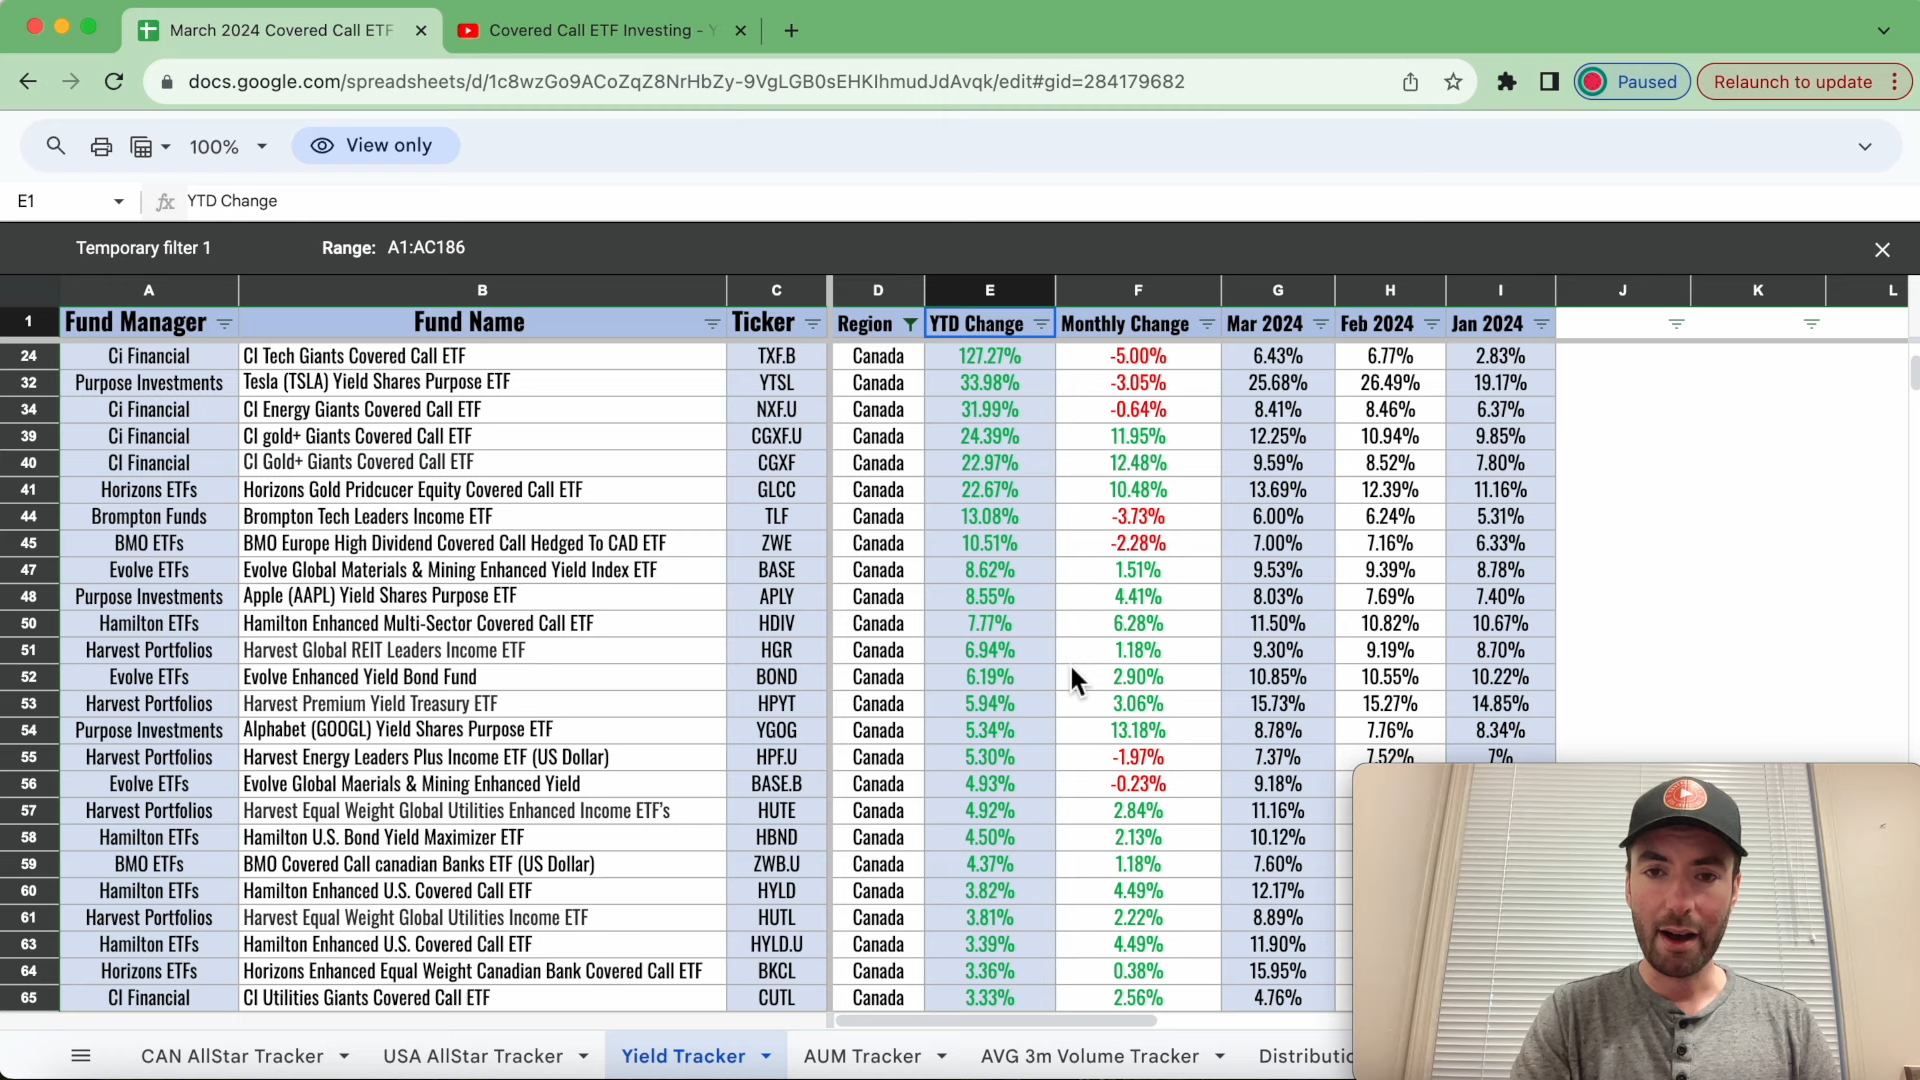 March 2024 Covered Call ETF
Covered Call ETF Investing - Y
docs.google.com/spreadsheets/d/1c8wzGo9ACoZqZ8NrHbZy-9VgLGB0sEHKIhmudJdAvqk/edit#gid=284179682
Paused
Relaunch to update
100%
View only
E1
fx YTD Change
Temporary filter 1 Range: A1:AC186
A B C D E F G H I J K L
1 Fund Manager Fund Name Ticker Region YTD Change Monthly Change Mar 2024 Feb 2024 Jan 2024
24 Ci Financial CI Tech Giants Covered Call ETF TXF.B Canada 127.27% -5.00% 6.43% 6.77% 2.83%
32 Purpose Investments Tesla (TSLA) Yield Shares Purpose ETF YTSL Canada 33.98% -3.05% 25.68% 26.49% 19.17%
34 Ci Financial CI Energy Giants Covered Call ETF NXF.U Canada 31.99% -0.64% 8.41% 8.46% 6.37%
39 Ci Financial CI gold+ Giants Covered Call ETF CGXF.U Canada 24.39% 11.95% 12.25% 10.94% 9.85%
40 CI Financial CI Gold+ Giants Covered Call ETF CGXF Canada 22.97% 12.48% 9.59% 8.52% 7.80%
41 Horizons ETFs Horizons Gold Pridcucer Equity Covered Call ETF GLCC Canada 22.67% 10.48% 13.69% 12.39% 11.16%
44 Brompton Funds Brompton Tech Leaders Income ETF TLF Canada 13.08% -3.73% 6.00% 6.24% 5.31%
45 BMO ETFs BMO Europe High Dividend Covered Call Hedged To CAD ETF ZWE Canada 10.51% -2.28% 7.00% 7.16% 6.33%
47 Evolve ETFs Evolve Global Materials & Mining Enhanced Yield Index ETF BASE Canada 8.62% 1.51% 9.53% 9.39% 8.78%
48 Purpose Investments Apple (AAPL) Yield Shares Purpose ETF APLY Canada 8.55% 4.41% 8.03% 7.69% 7.40%
50 Hamilton ETFs Hamilton Enhanced Multi-Sector Covered Call ETF HDIV Canada 7.77% 6.28% 11.50% 10.82% 10.67%
51 Harvest Portfolios Harvest Global REIT Leaders Income ETF HGR Canada 6.94% 1.18% 9.30% 9.19% 8.70%
52 Evolve ETFs Evolve Enhanced Yield Bond Fund BOND Canada 6.19% 2.90% 10.85% 10.55% 10.22%
53 Harvest Portfolios Harvest Premium Yield Treasury ETF HPYT Canada 5.94% 3.06% 15.73% 15.27% 14.85%
54 Purpose Investments Alphabet (GOOGL) Yield Shares Purpose ETF YGOG Canada 5.34% 13.18% 8.78% 7.76% 8.34%
55 Harvest Portfolios Harvest Energy Leaders Plus Income ETF (US Dollar) HPF.U Canada 5.30% -1.97% 7.37% 7.52% 7%
56 Evolve ETFs Evolve Global Maerials & Mining Enhanced Yield BASE.B Canada 4.93% -0.23% 9.18%
57 Harvest Portfolios Harvest Equal Weight Global Utilities Enhanced Income ETF's HUTE Canada 4.92% 2.84% 11.16%
58 Hamilton ETFs Hamilton U.S. Bond Yield Maximizer ETF HBND Canada 4.50% 2.13% 10.12%
59 BMO ETFs BMO Covered Call canadian Banks ETF (US Dollar) ZWB.U Canada 4.37% 1.18% 7.60%
60 Hamilton ETFs Hamilton Enhanced U.S. Covered Call ETF HYLD Canada 3.82% 4.49% 12.17%
61 Harvest Portfolios Harvest Equal Weight Global Utilities Income ETF HUTL Canada 3.81% 2.22% 8.89%
63 Hamilton ETFs Hamilton Enhanced U.S. Covered Call ETF HYLD.U Canada 3.39% 4.49% 11.90%
64 Horizons ETFs Horizons Enhanced Equal Weight Canadian Bank Covered Call ETF BKCL Canada 3.36% 0.38% 15.95%
65 CI Financial CI Utilities Giants Covered Call ETF CUTL Canada 3.33% 2.56% 4.76%
CAN AllStar Tracker USA AllStar Tracker Yield Tracker AUM Tracker AVG 3m Volume Tracker Distributio